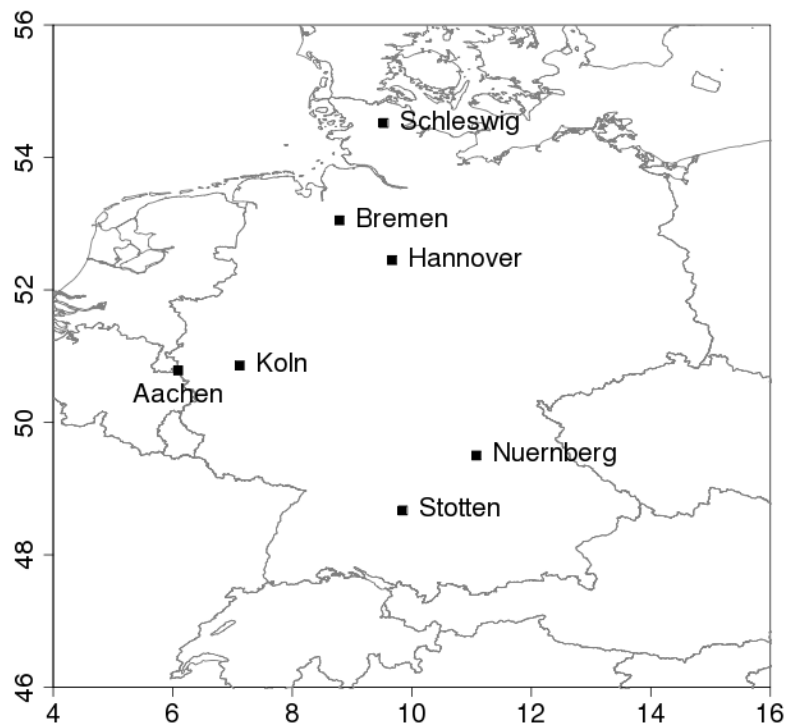 56
54
52
50
48
46
Schleswig
Bremen
Hannover
Koln
Aachen
Nuernberg
Stotten
4 6 8 10 12 14 16